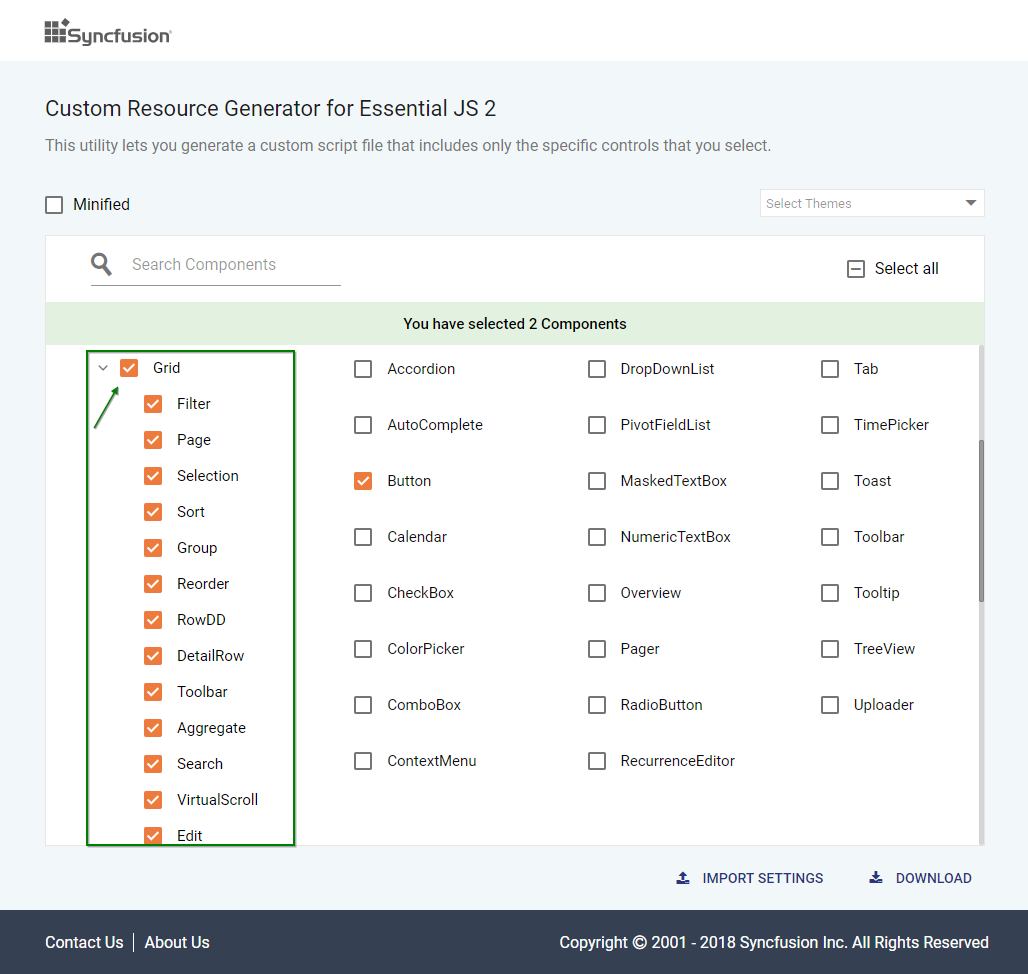 Syncfusion
Custom Resource Generator for Essential JS 2
This utility lets you generate a custom script file that includes only the specific controls that you select.
Minified
Select Themes
Search Components
Select all
You have selected 2 Components
Grid
Filter
Page
Selection
Sort
Group
Reorder
RowDD
DetailRow
Toolbar
Aggregate
Search
VirtualScroll
Edit
Accordion
AutoComplete
Button
Calendar
CheckBox
ColorPicker
ComboBox
ContextMenu
DropDownList
PivotFieldList
MaskedTextBox
NumericTextBox
Overview
Pager
RadioButton
RecurrenceEditor
Tab
TimePicker
Toast
Toolbar
Tooltip
TreeView
Uploader
IMPORT SETTINGS
DOWNLOAD
Contact Us | About Us
Copyright © 2001 - 2018 Syncfusion Inc. All Rights Reserved